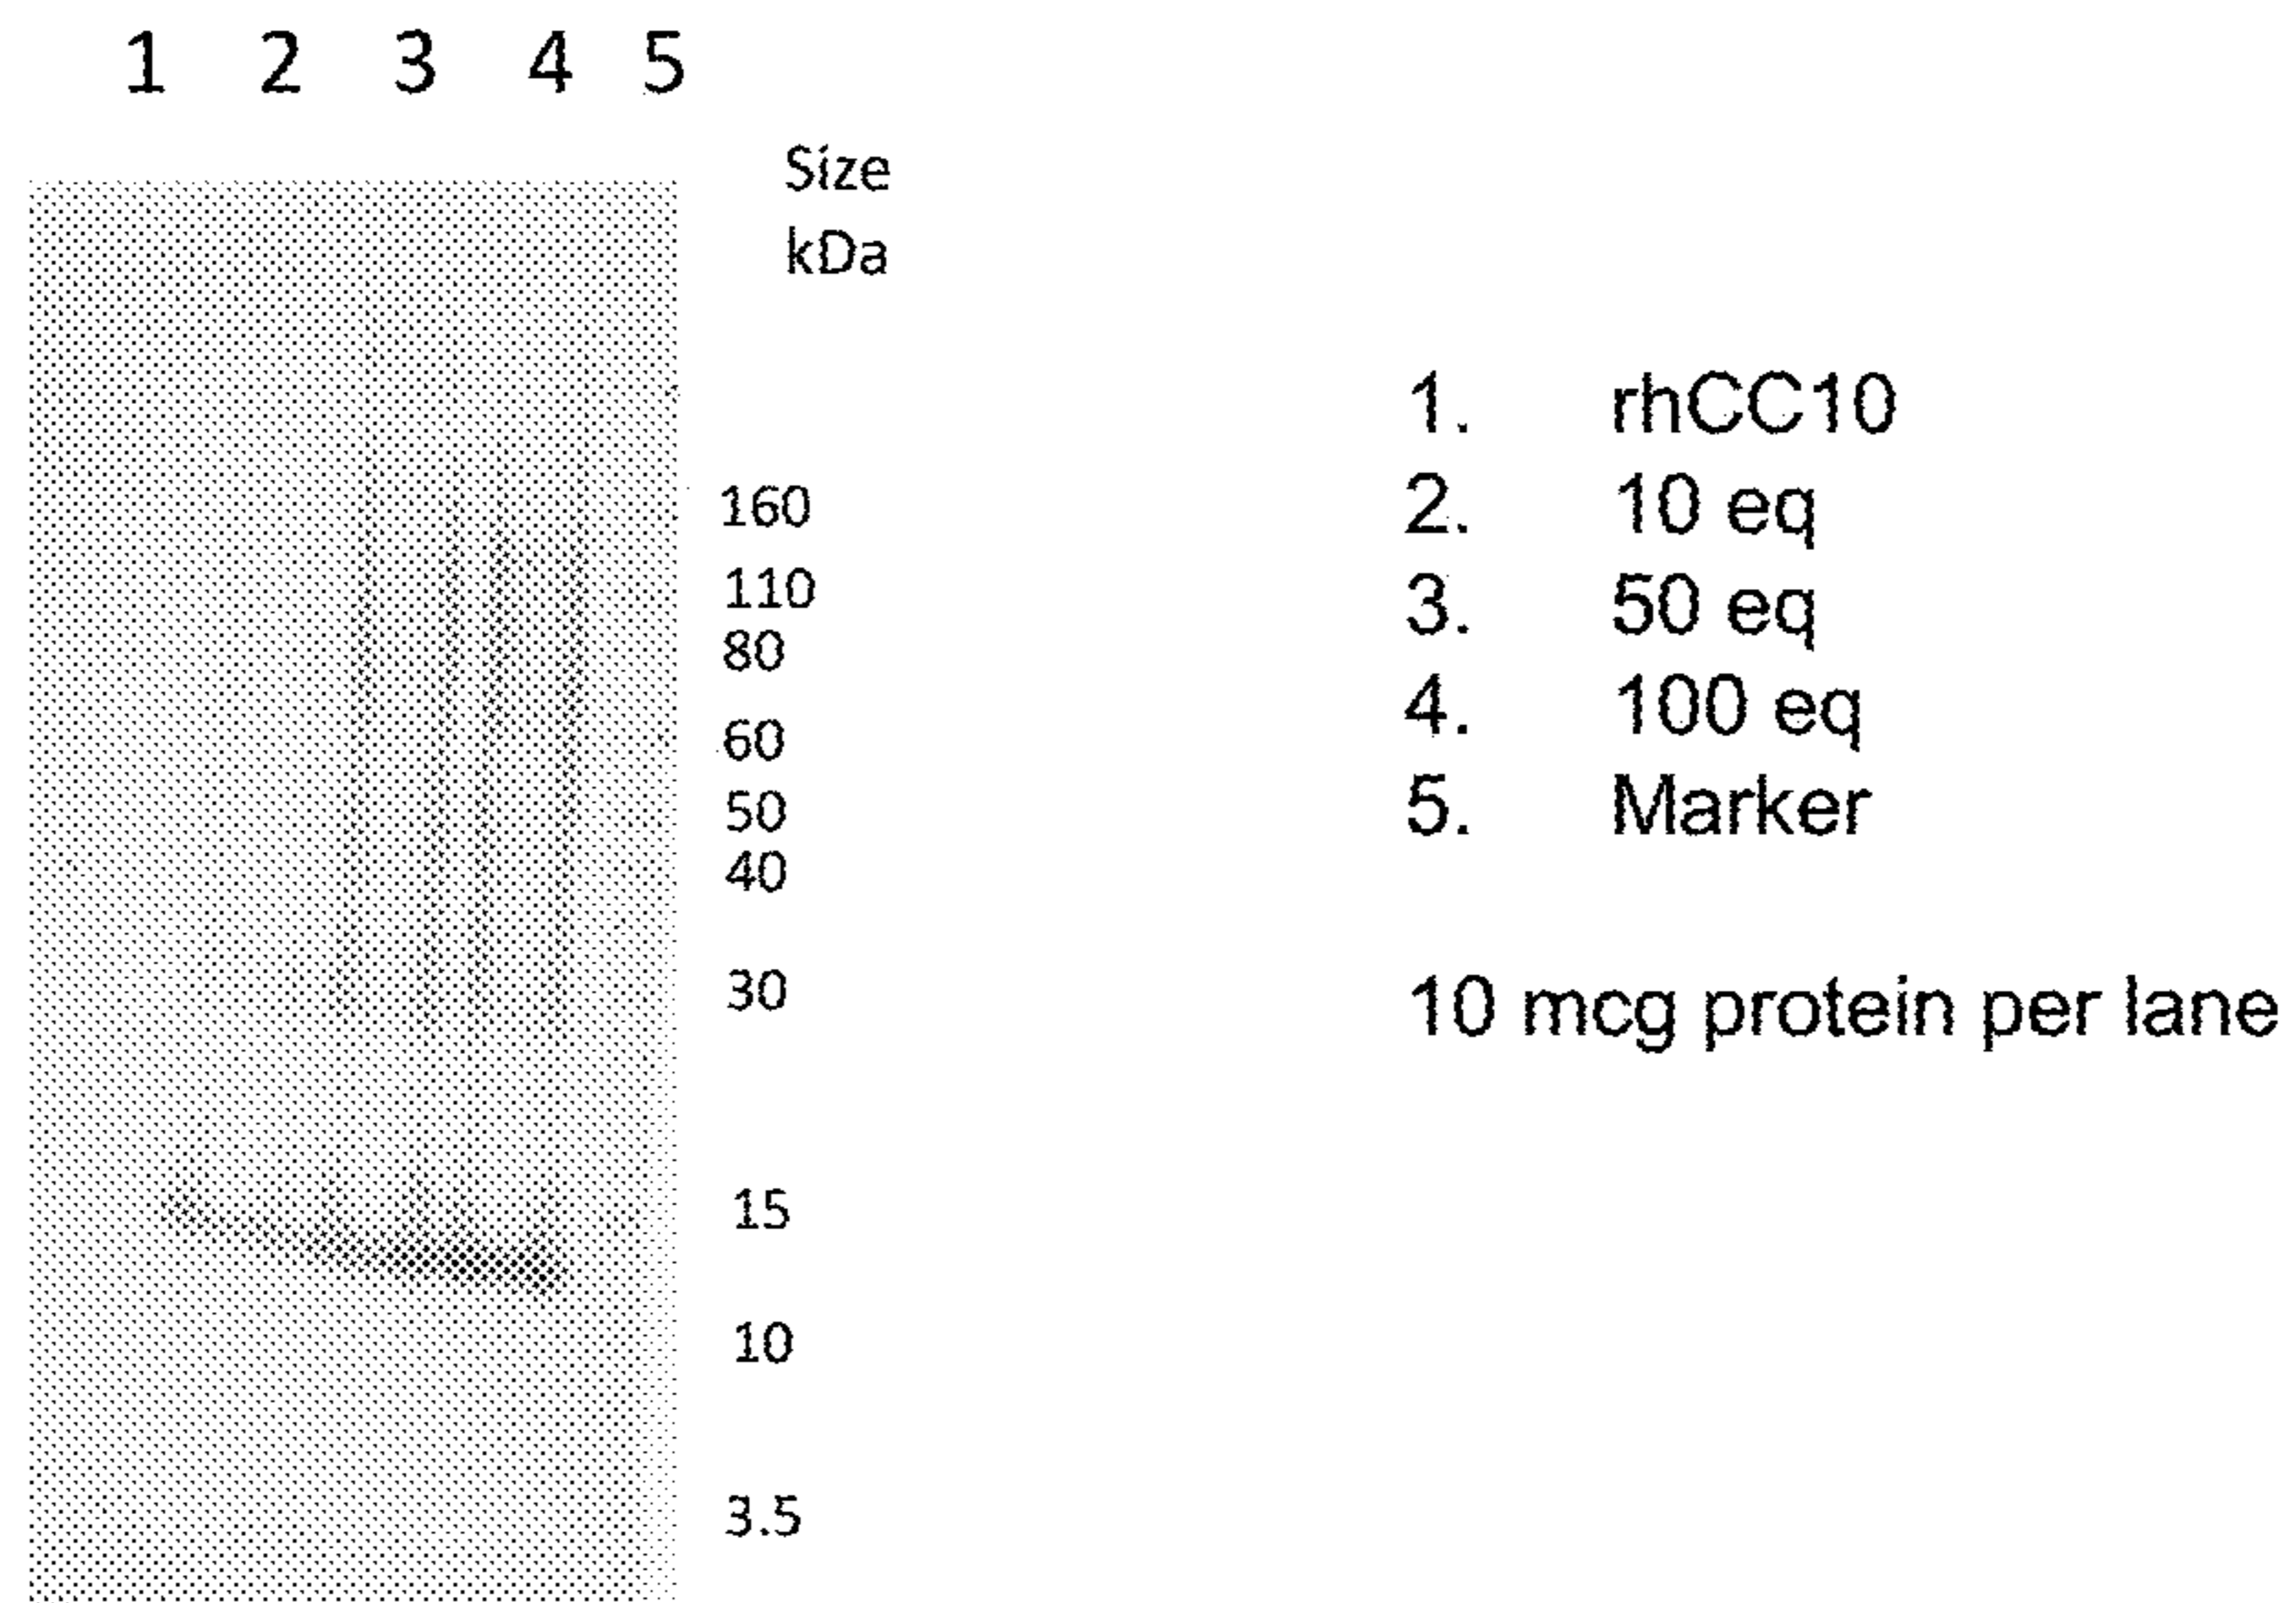 1 2 3 4 5
Size
kDa
160
110
80
60
50
40
30
15
10
3.5
1. rhCC10
2. 10 eq
3. 50 eq
4. 100 eq
5. Marker
10 mcg protein per lane